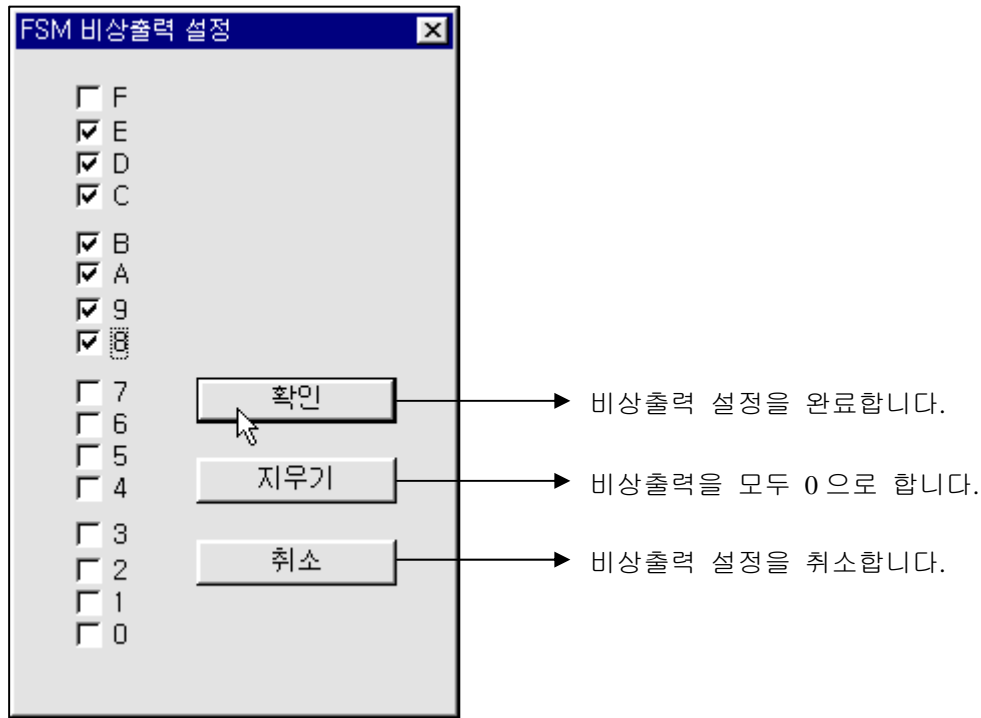 FSM 비상출력 설정
F
E
D
C
B
A
9
8
7
6
5
4
3
2
1
0
확인
비상출력 설정을 완료합니다.
지우기
비상출력을 모두 0으로 합니다.
취소
비상출력 설정을 취소합니다.